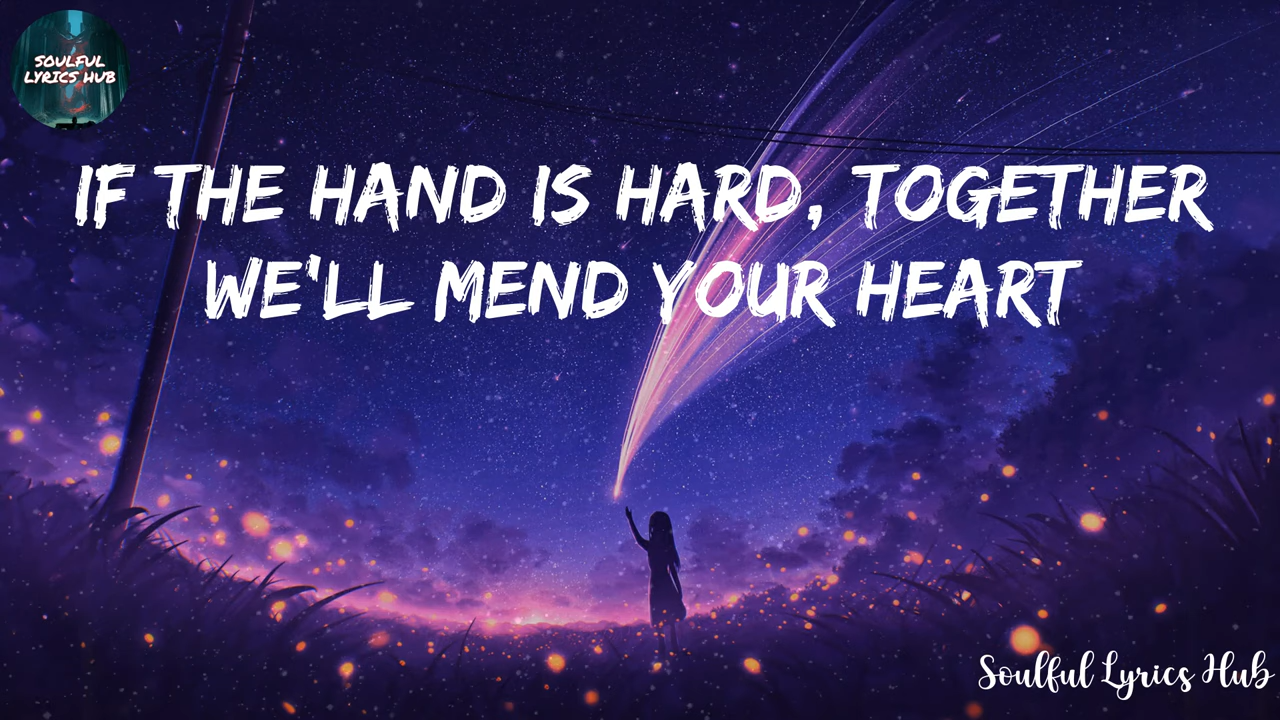 SOULFUL
LYRICS HUB
IF THE HAND IS HARD, TOGETHER
WE'LL MEND YOUR HEART
Soulful Lyrics Hub